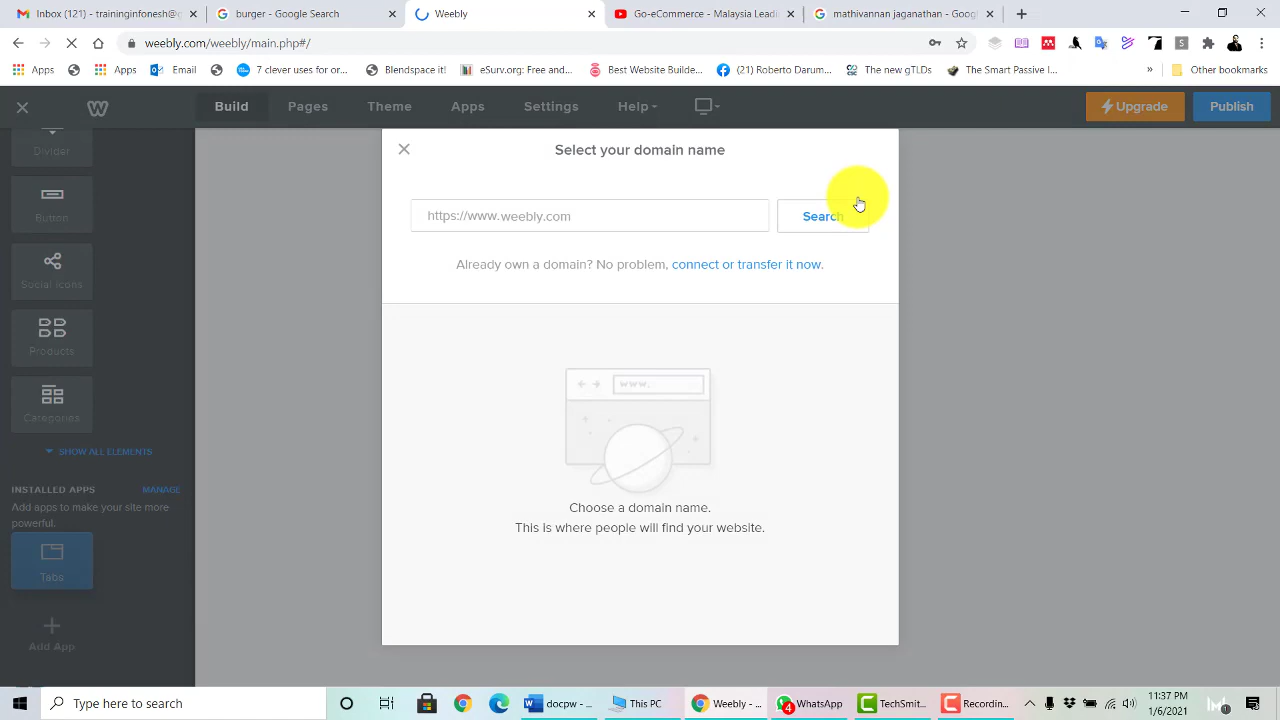 Inbox (21) - trainingfornetres@
burger - Google Search
Weebly
E-Commerce - Malaysia Leadi
mathivannan jaganathan - Goog
weebly.com/weebly/main.php#/
Apps
Apps
Email
7 clever uses for or...
Blendspace ti...
Surv.org: Free and...
Best Website Builde...
(21) Roberto Darum...
The new gTLDs
The Smart Passive I...
»
Other bookmarks
Build
Pages
Theme
Apps
Settings
Help
Upgrade
Publish
Divider
Button
Social Icons
Products
Categories
SHOW ALL ELEMENTS
INSTALLED APPS
MANAGE
Add apps to make your site more
powerful.
Tabs
Add App
Select your domain name
https://www.weebly.com
Search
Already own a domain? No problem, connect or transfer it now.
www.
Choose a domain name.
This is where people will find your website.
Type here to search
docpw - ...
This PC
Weebly - ...
4
WhatsApp
TechSmit...
Recordin...
11:37 PM
1/6/2021